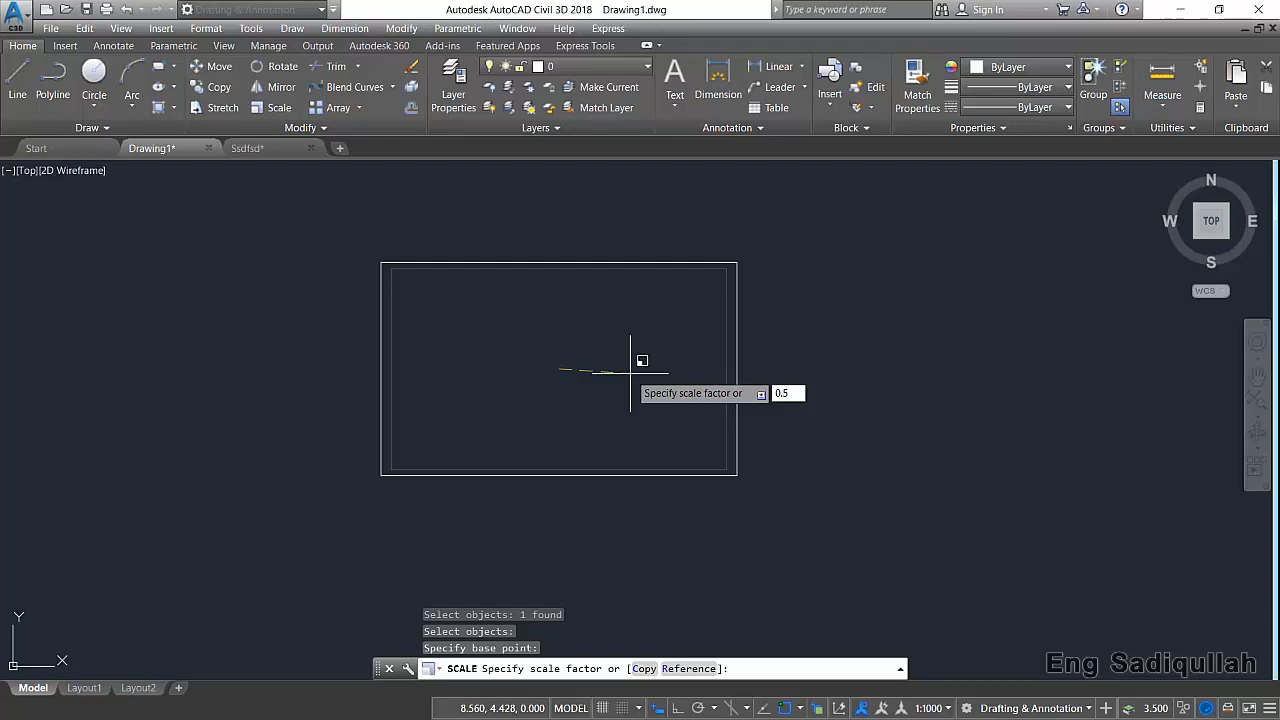 Autodesk AutoCAD Civil 3D 2018 Drawing1.dwg
Type a keyword or phrase
Sign In
C3D
Drafting & Annotation
File Edit View Insert Format Tools Draw Dimension Modify Parametric Window Help Express
Home Insert Annotate Parametric View Manage Output Autodesk 360 Add-ins Featured Apps Express Tools
Line Polyline Circle Arc
Move Rotate Trim
Copy Mirror Blend Curves
Stretch Scale Array
Layer Properties
0
Make Current
Match Layer
Text Dimension
Linear
Leader
Table
Insert
Edit
Match Properties
ByLayer
ByLayer
ByLayer
Group
Measure
Paste
Draw Modify Layers Annotation Block Properties Groups Utilities Clipboard
Start Drawing1* Ssdfsd*
[−][Top][2D Wireframe]
N
W TOP E
S
WCS
Specify scale factor or 0.5
Select objects: 1 found
Select objects:
Specify base point:
SCALE Specify scale factor or [Copy Reference]:
Y
X
Eng Sadiqullah
Model Layout1 Layout2
8.560, 4.428, 0.000 MODEL 1:1000 Drafting & Annotation 3.500